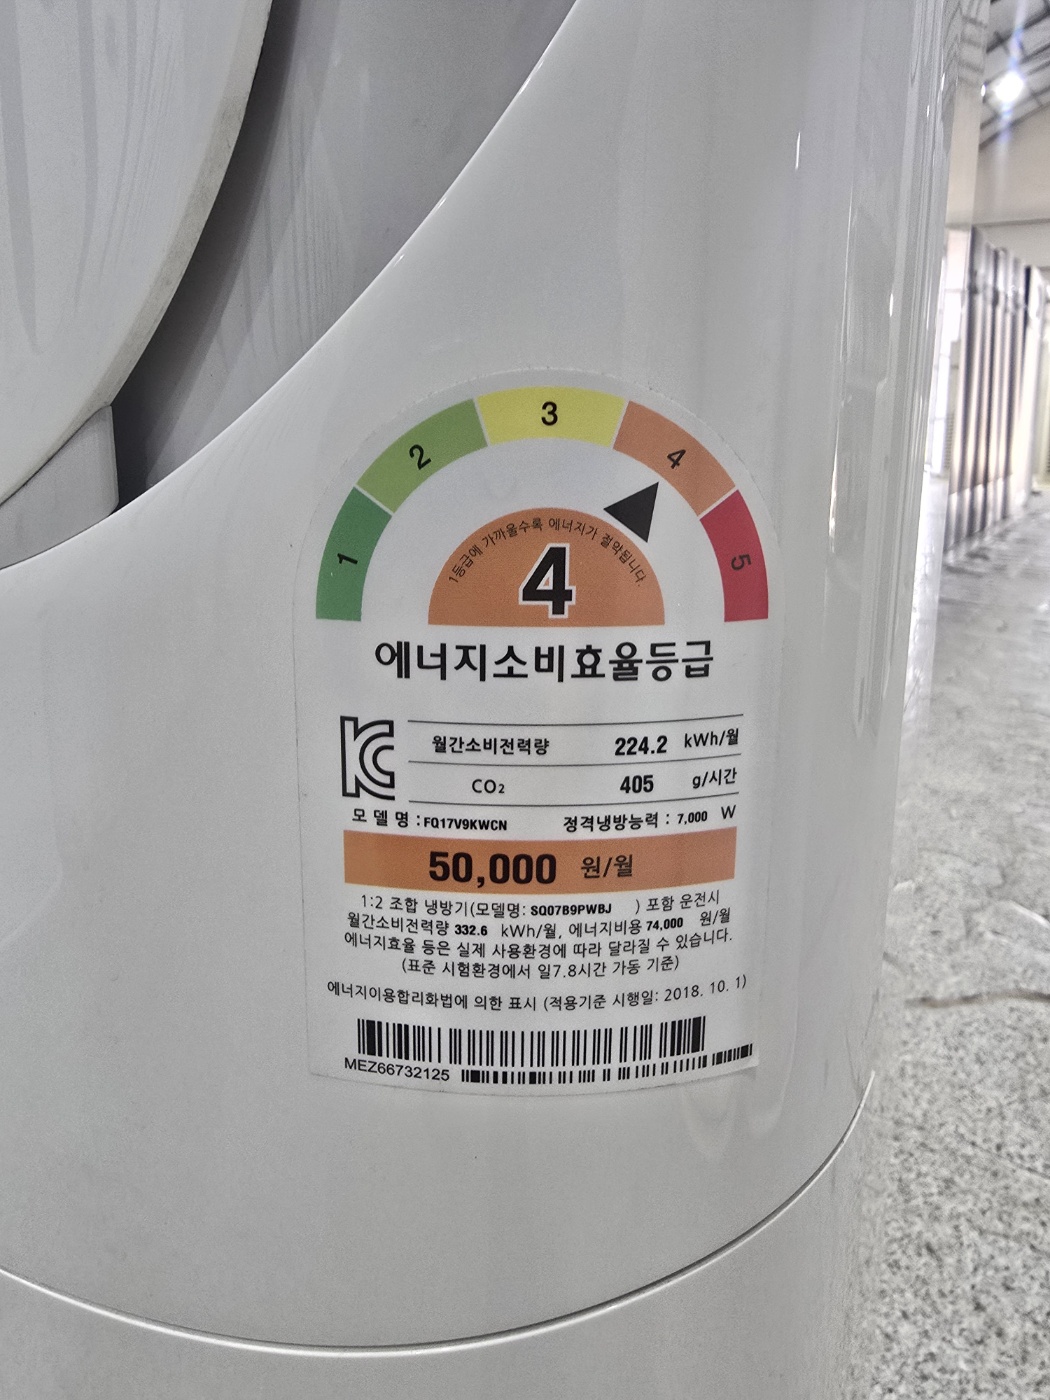 1 2 3 4 5
1등급에 가까울수록 에너지가 절약됩니다.
4
에너지소비효율등급
월간소비전력량 224.2 kWh/월
CO₂ 405 g/시간
모델명 : FQ17V9KWCN 정격냉방능력 : 7,000 W
50,000 원/월
1:2 조합 냉방기(모델명: SQ07B9PWBJ ) 포함 운전시
월간소비전력량 332.6 kWh/월, 에너지비용 74,000 원/월
에너지효율 등은 실제 사용환경에 따라 달라질 수 있습니다.
(표준 시험환경에서 일7.8시간 가동 기준)
에너지이용합리화법에 의한 표시 (적용기준 시행일: 2018. 10. 1)
MEZ66732125